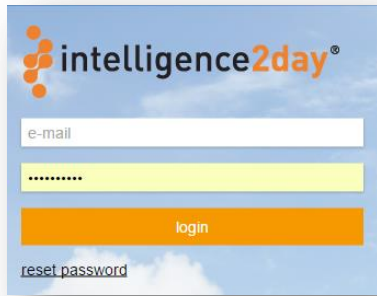 intelligence2day®
e-mail
••••••••••
login
reset password